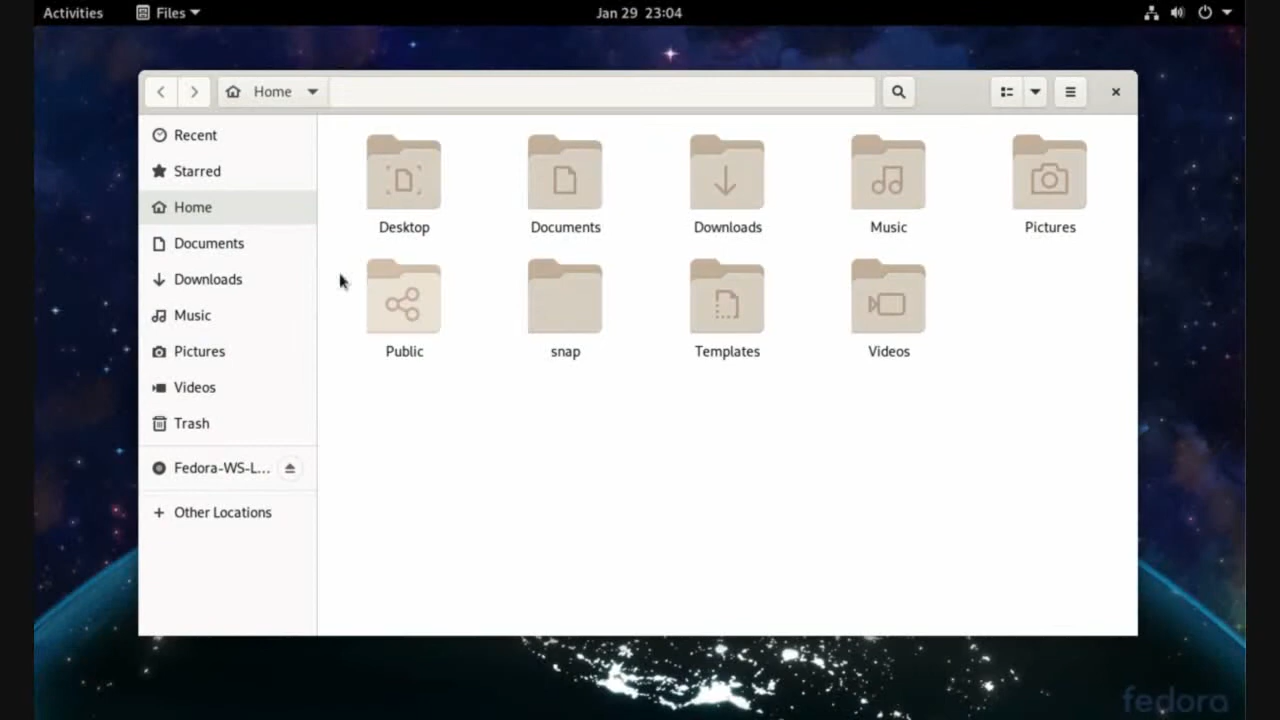 Activities Files Jan 29 23:04
Home
Recent
Starred
Home
Documents
Downloads
Music
Pictures
Videos
Trash
Fedora-WS-L...
Other Locations
Desktop Documents Downloads Music Pictures
Public snap Templates Videos
fedora